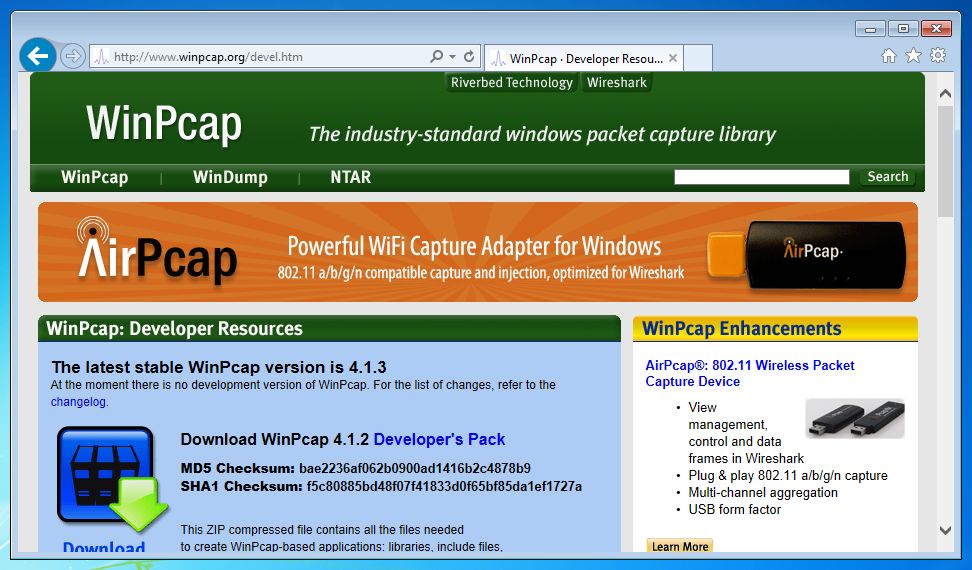 http://www.winpcap.org/devel.htm
WinPcap · Developer Resou...
Riverbed Technology
Wireshark
WinPcap
The industry-standard windows packet capture library
WinPcap
WinDump
NTAR
Search
AirPcap
Powerful WiFi Capture Adapter for Windows
802.11 a/b/g/n compatible capture and injection, optimized for Wireshark
AirPcap
WinPcap: Developer Resources
The latest stable WinPcap version is 4.1.3
At the moment there is no development version of WinPcap. For the list of changes, refer to the
changelog.
Download WinPcap 4.1.2 Developer's Pack
MD5 Checksum: bae2236af062b0900ad1416b2c4878b9
SHA1 Checksum: f5c80885bd48f07f41833d0f65bf85da1ef1727a
This ZIP compressed file contains all the files needed
to create WinPcap-based applications: libraries, include files,
Download
WinPcap Enhancements
AirPcap®: 802.11 Wireless Packet
Capture Device
• View
management,
control and data
frames in Wireshark
• Plug & play 802.11 a/b/g/n capture
• Multi-channel aggregation
• USB form factor
Learn More